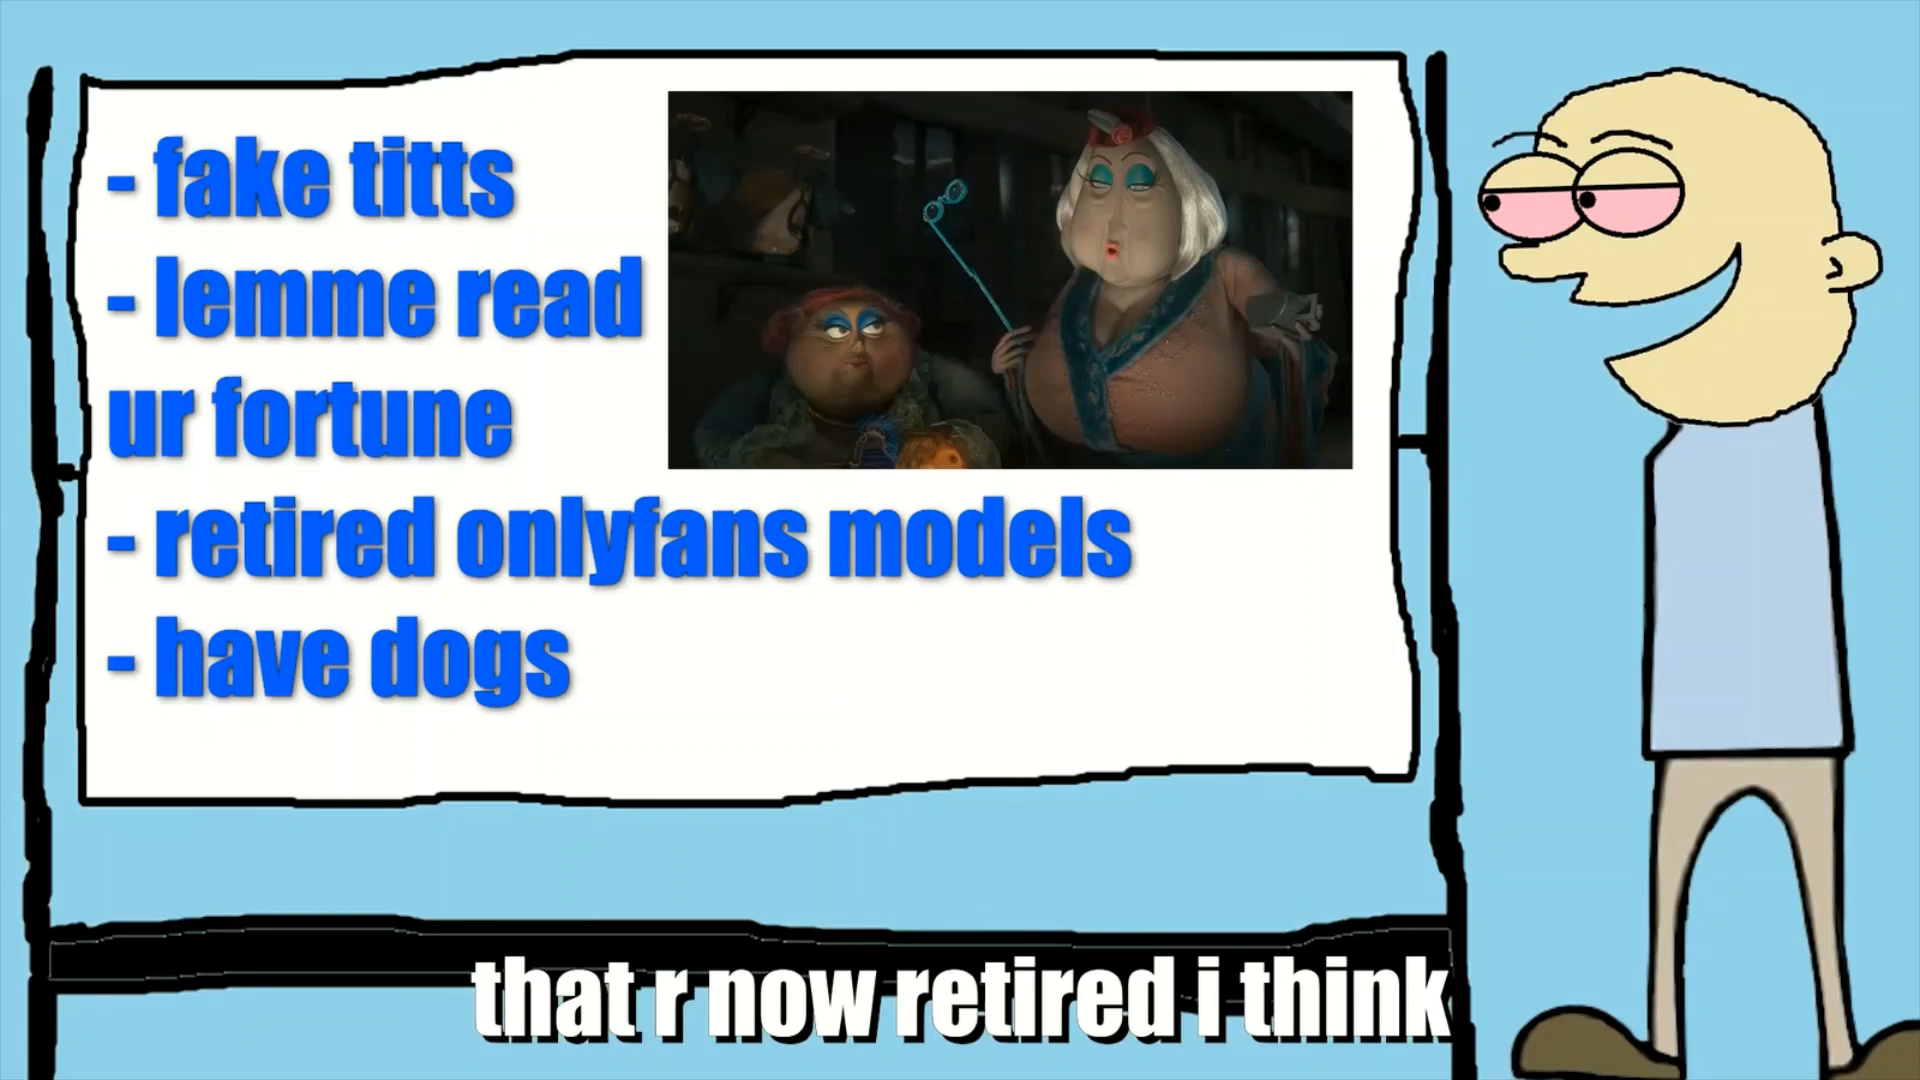 - fake titts
- lemme read
ur fortune
- retired onlyfans models
- have dogs
that r now retired i think